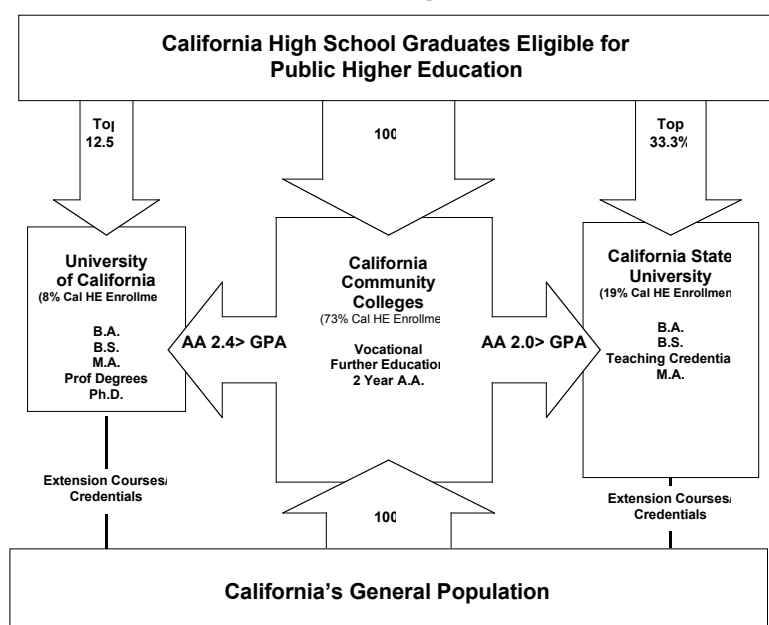 California High School Graduates Eligible for
Public Higher Education
Top
12.5
100
Top
33.3%
University
of California
(8% Cal HE Enrollme
B.A.
B.S.
M.A.
Prof Degrees
Ph.D.
AA 2.4> GPA
California
Community
Colleges
(73% Cal HE Enrollme
Vocational
Further Education
2 Year A.A.
AA 2.0> GPA
California State
University
(19% Cal HE Enrollmen
B.A.
B.S.
Teaching Credentia
M.A.
Extension Courses/
Credentials
100
Extension Courses/
Credentials
California’s General Population